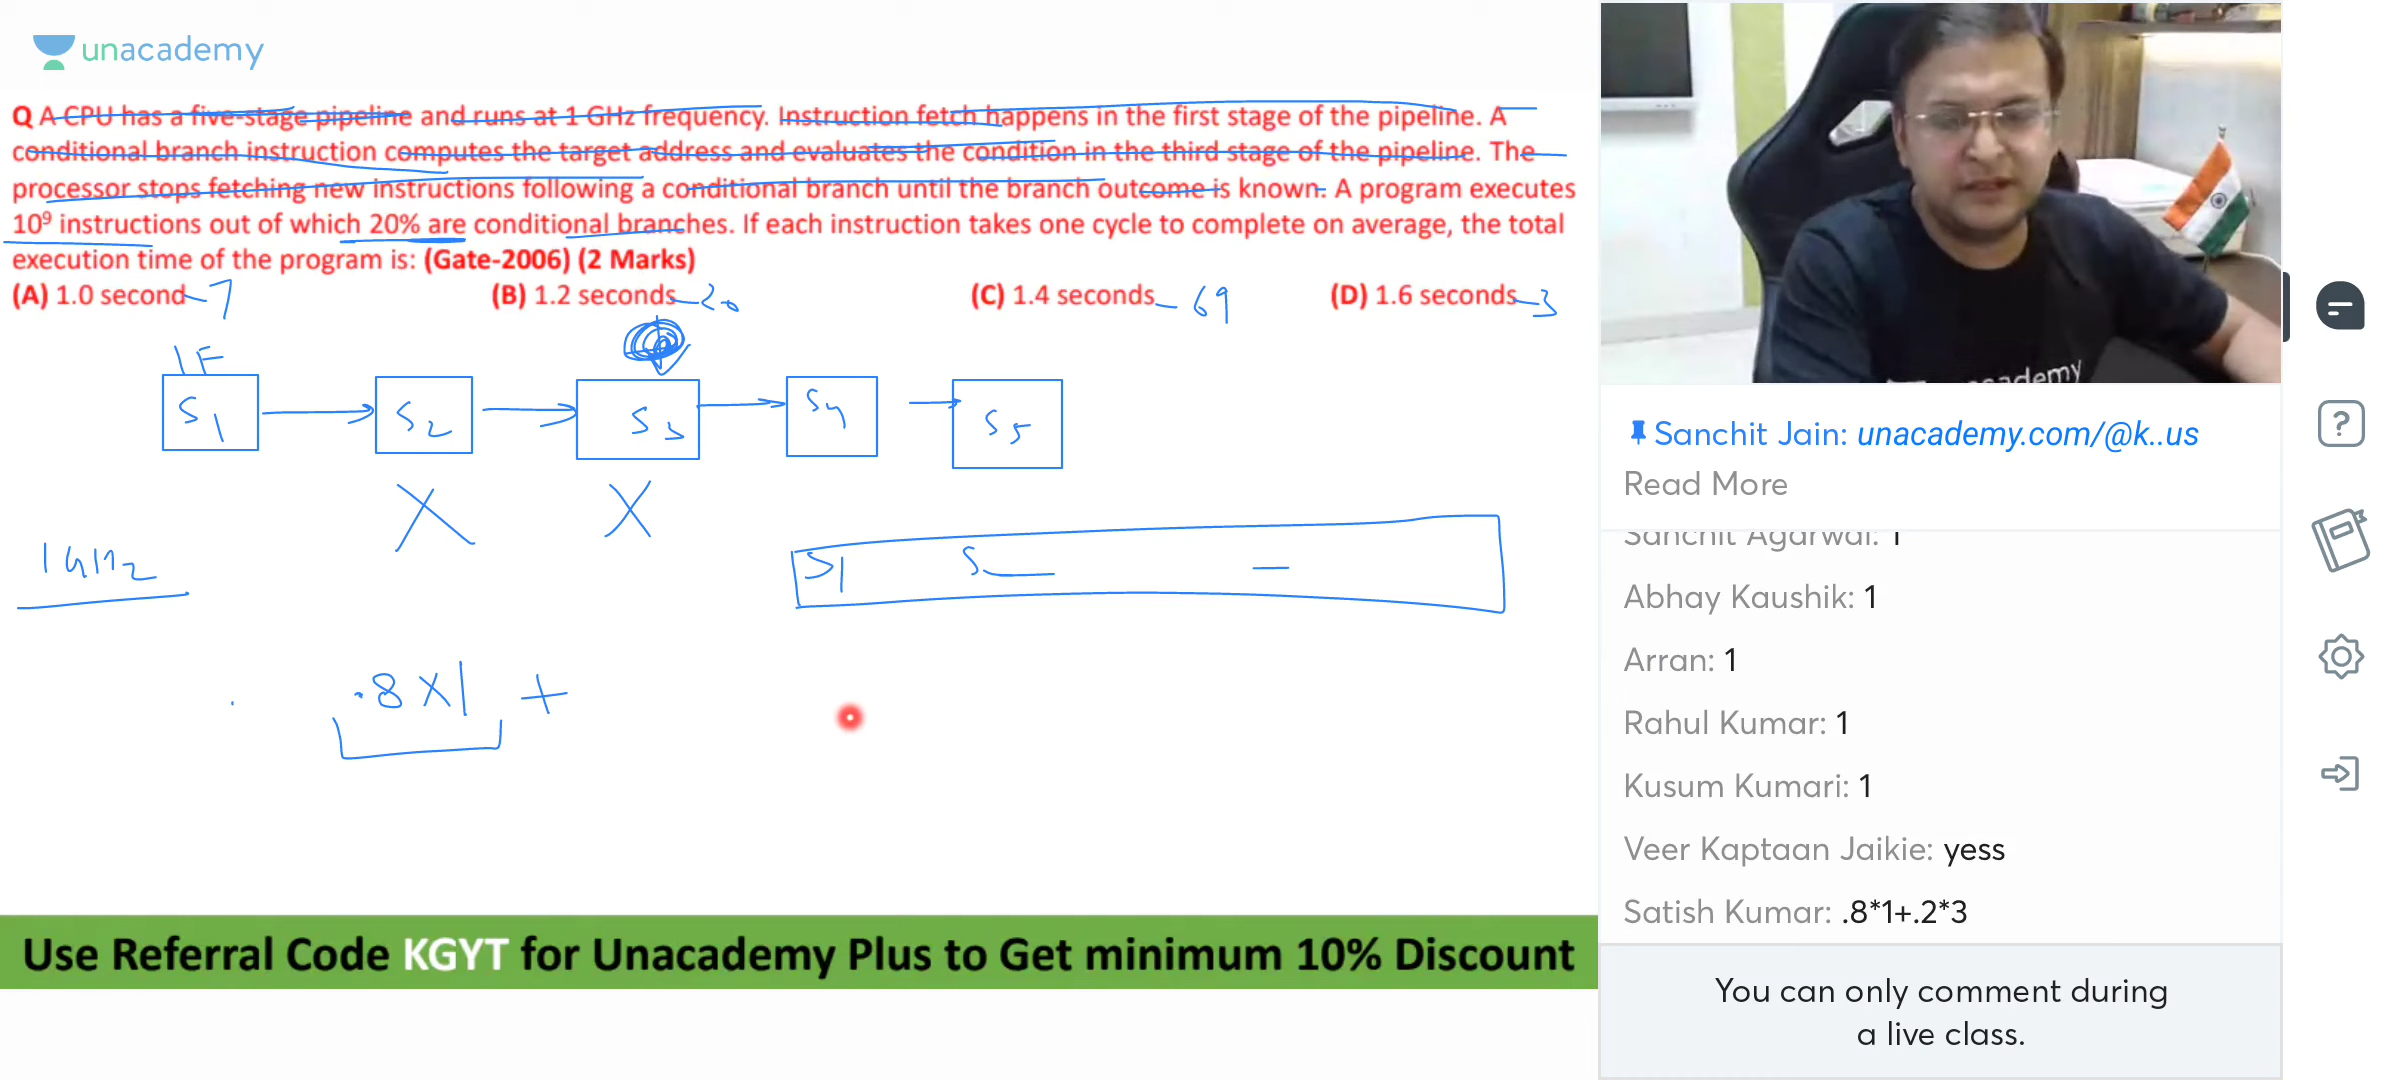 unacademy
Q A CPU has a five-stage pipeline and runs at 1 GHz frequency. Instruction fetch happens in the first stage of the pipeline. A
conditional branch instruction computes the target address and evaluates the condition in the third stage of the pipeline. The
processor stops fetching new instructions following a conditional branch until the branch outcome is known. A program executes
10⁹ instructions out of which 20% are conditional branches. If each instruction takes one cycle to complete on average, the total
execution time of the program is: (Gate-2006) (2 Marks)
(A) 1.0 second - 7 (B) 1.2 seconds - 20 (C) 1.4 seconds - 69 (D) 1.6 seconds - 3
IF
S1 S2 S3 S4 S5
X X
1GHz
S1 S
.8 X 1 +
Use Referral Code KGYT for Unacademy Plus to Get minimum 10% Discount
ademy
Sanchit Jain: unacademy.com/@k..us
Read More
Sanchit Agarwal: 1
Abhay Kaushik: 1
Arran: 1
Rahul Kumar: 1
Kusum Kumari: 1
Veer Kaptaan Jaikie: yess
Satish Kumar: .8*1+.2*3
You can only comment during
a live class.